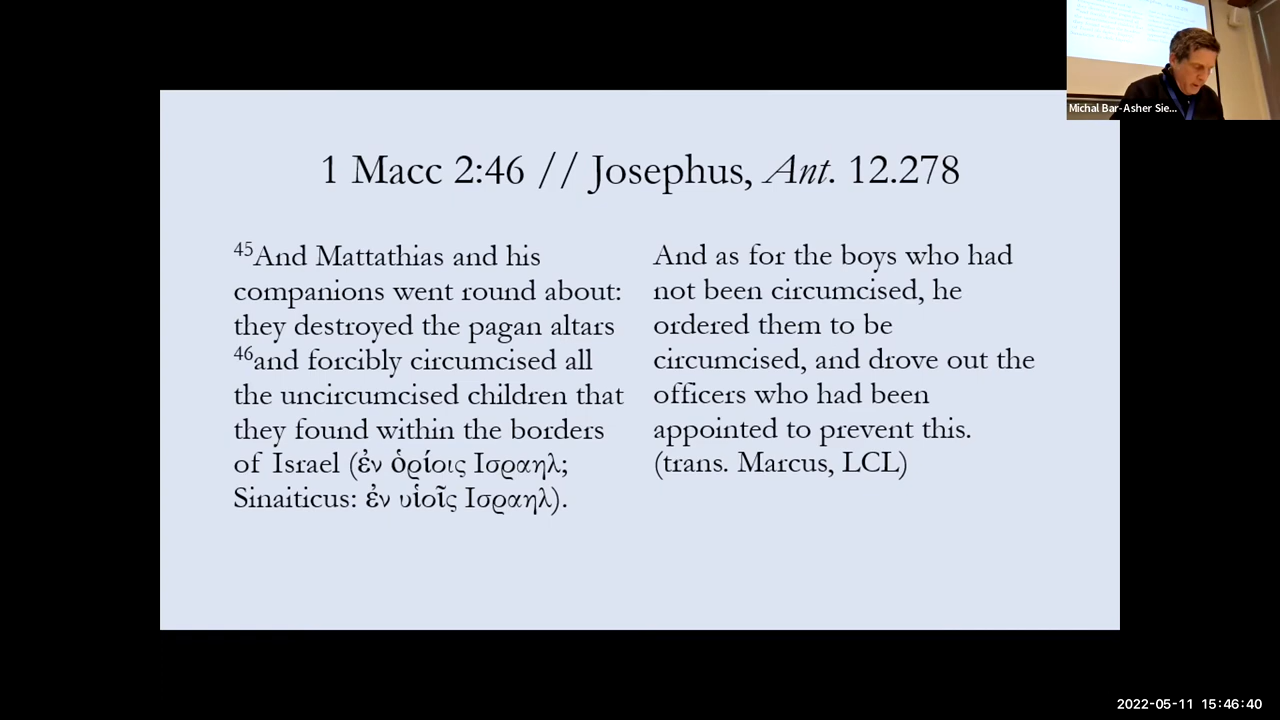 1 Macc 2:46 // Josephus, Ant. 12.278
⁴⁵And Mattathias and his
companions went round about:
they destroyed the pagan altars
⁴⁶and forcibly circumcised all
the uncircumcised children that
they found within the borders
of Israel (ἐν ὁρίοις Ισραηλ;
Sinaiticus: ἐν υἱοῖς Ισραηλ).
And as for the boys who had
not been circumcised, he
ordered them to be
circumcised, and drove out the
officers who had been
appointed to prevent this.
(trans. Marcus, LCL)
Michal Bar-Asher Sie...
2022-05-11 15:46:40